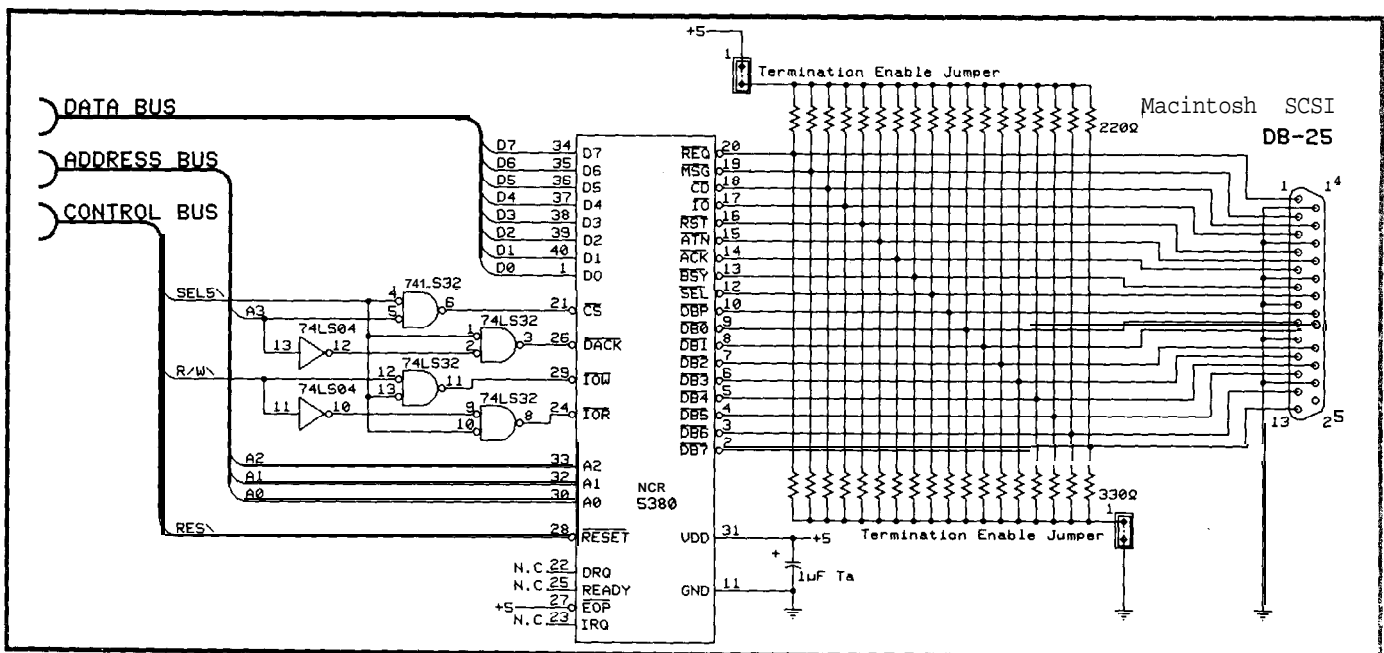 +5
1
Termination Enable Jumper
Macintosh SCSI
DB-25
220Ω
DATA BUS
ADDRESS BUS
CONTROL BUS
D7 34 D7
D6 35 D6
D5 36 D5
D4 37 D4
D3 38 D3
D2 39 D2
D1 40 D1
D0 1 D0
REQ 20
MSG 19
CD 18
IO 17
RST 16
ATN 15
ACK 14
BSY 13
SEL 12
DBP 10
DB0 9
DB1 8
DB2 7
DB3 6
DB4 5
DB5 4
DB6 3
DB7 2
1 14
13 25
SEL5\
A3
74LS32
4
5
6
21 CS
74LS04
13 12
74LS32
1
2
3
26 DACK
R/W\
74LS32
12
13
11
29 IOW
74LS04
11 10
74LS32
9
10
8
24 IOR
A2 33 A2
A1 32 A1
A0 30 A0
RES\ 28 RESET
NCR
5380
N.C. 22 DRQ
N.C. 25 READY
+5 27 EOP
N.C. 23 IRQ
VDD 31 +5
+
1µF Ta
GND 11
330Ω
1
Termination Enable Jumper